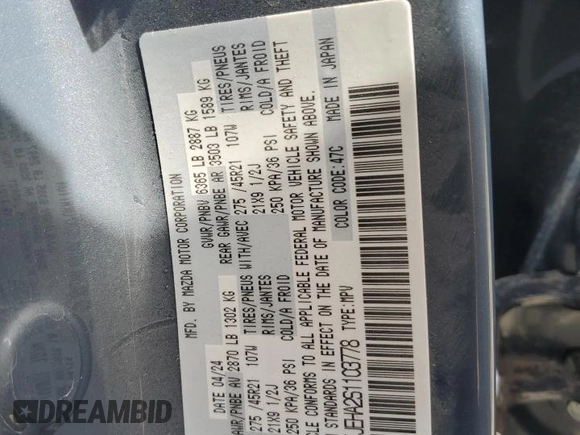 MFD. BY MAZDA MOTOR CORPORATION
DATE 04/24 GVWR/PNBV 6365 LB 2887 KG
GAWR/PNBE AV 2870 LB 1302 KG REAR GAWR/PNBE AR 3503 LB 1589 KG
275 /45R21 107W TIRES/PNEUS WITH/AVEC 275 /45R21 107W TIRES/PNEUS
21X9 1/2J RIMS/JANTES 21X9 1/2J RIMS/JANTES
250 KPA/36 PSI COLD/A FROID 250 KPA/36 PSI COLD/A FROID
VEHICLE CONFORMS TO ALL APPLICABLE FEDERAL MOTOR VEHICLE SAFETY AND THEFT
STANDARDS IN EFFECT ON THE DATE OF MANUFACTURE SHOWN ABOVE.
JEHA2S1103778 TYPE: MPV COLOR CODE: 47C MADE IN JAPAN
AutoBidMaster